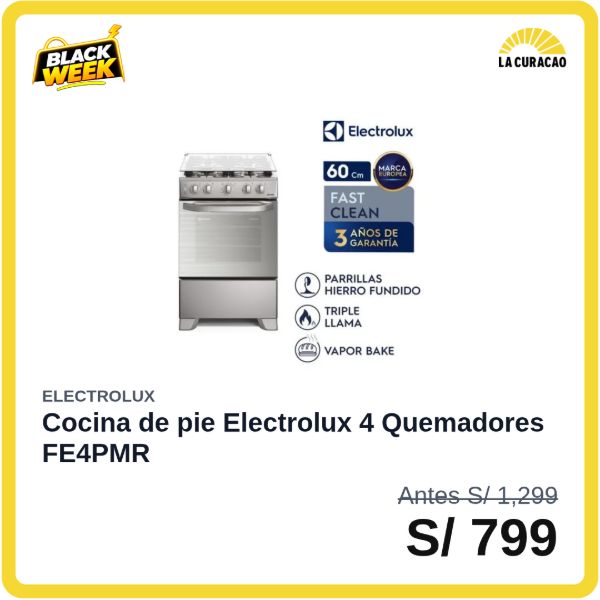 BLACK
WEEK
LA CURACAO
Electrolux
60 Cm
MARCA
EUROPEA
FAST
CLEAN
3 AÑOS DE
GARANTÍA
PARRILLAS
HIERRO FUNDIDO
TRIPLE
LLAMA
VAPOR BAKE
ELECTROLUX
Cocina de pie Electrolux 4 Quemadores
FE4PMR
Antes S/ 1,299
S/ 799